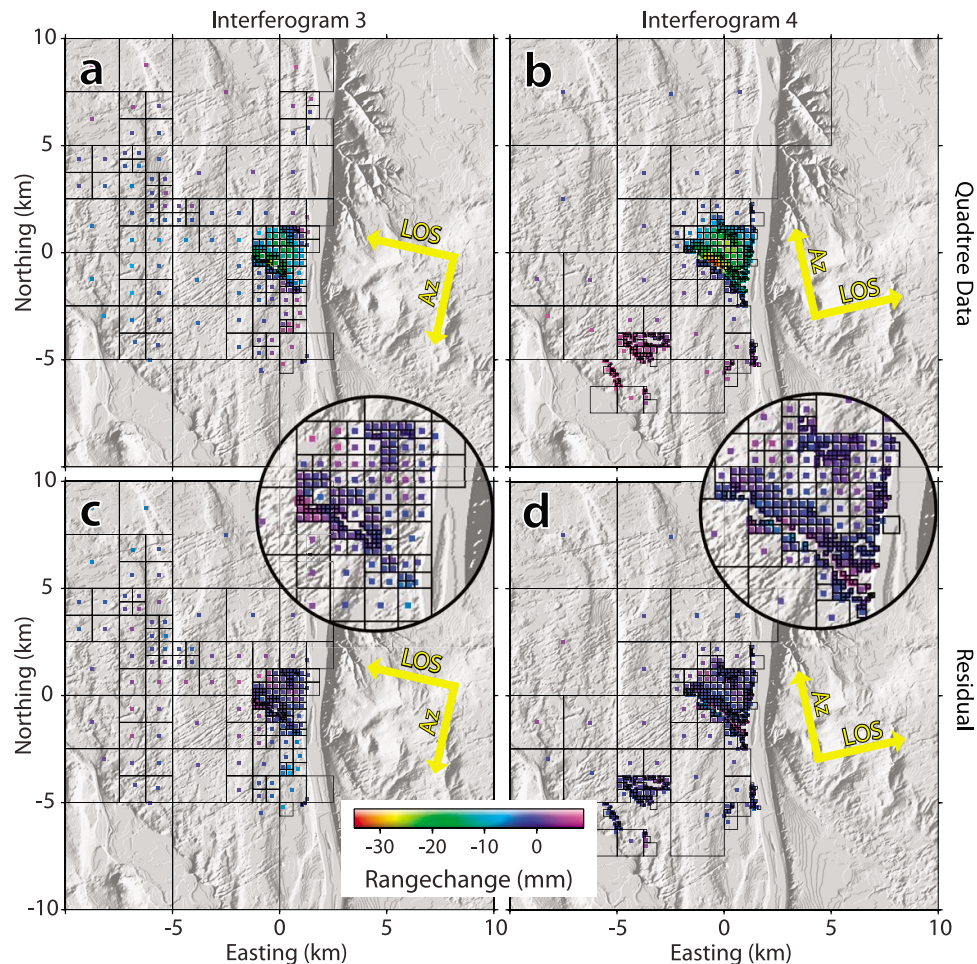 Interferogram 3
Interferogram 4
10
5
0
-5
Northing (km)
a
LOS
Az
b
Az
LOS
Quadtree Data
10
5
0
-5
-10
Northing (km)
c
LOS
Az
d
Az
LOS
Residual
-30
-20
-10
0
Rangechange (mm)
-5
0
5
10
-5
0
5
10
Easting (km)
Easting (km)